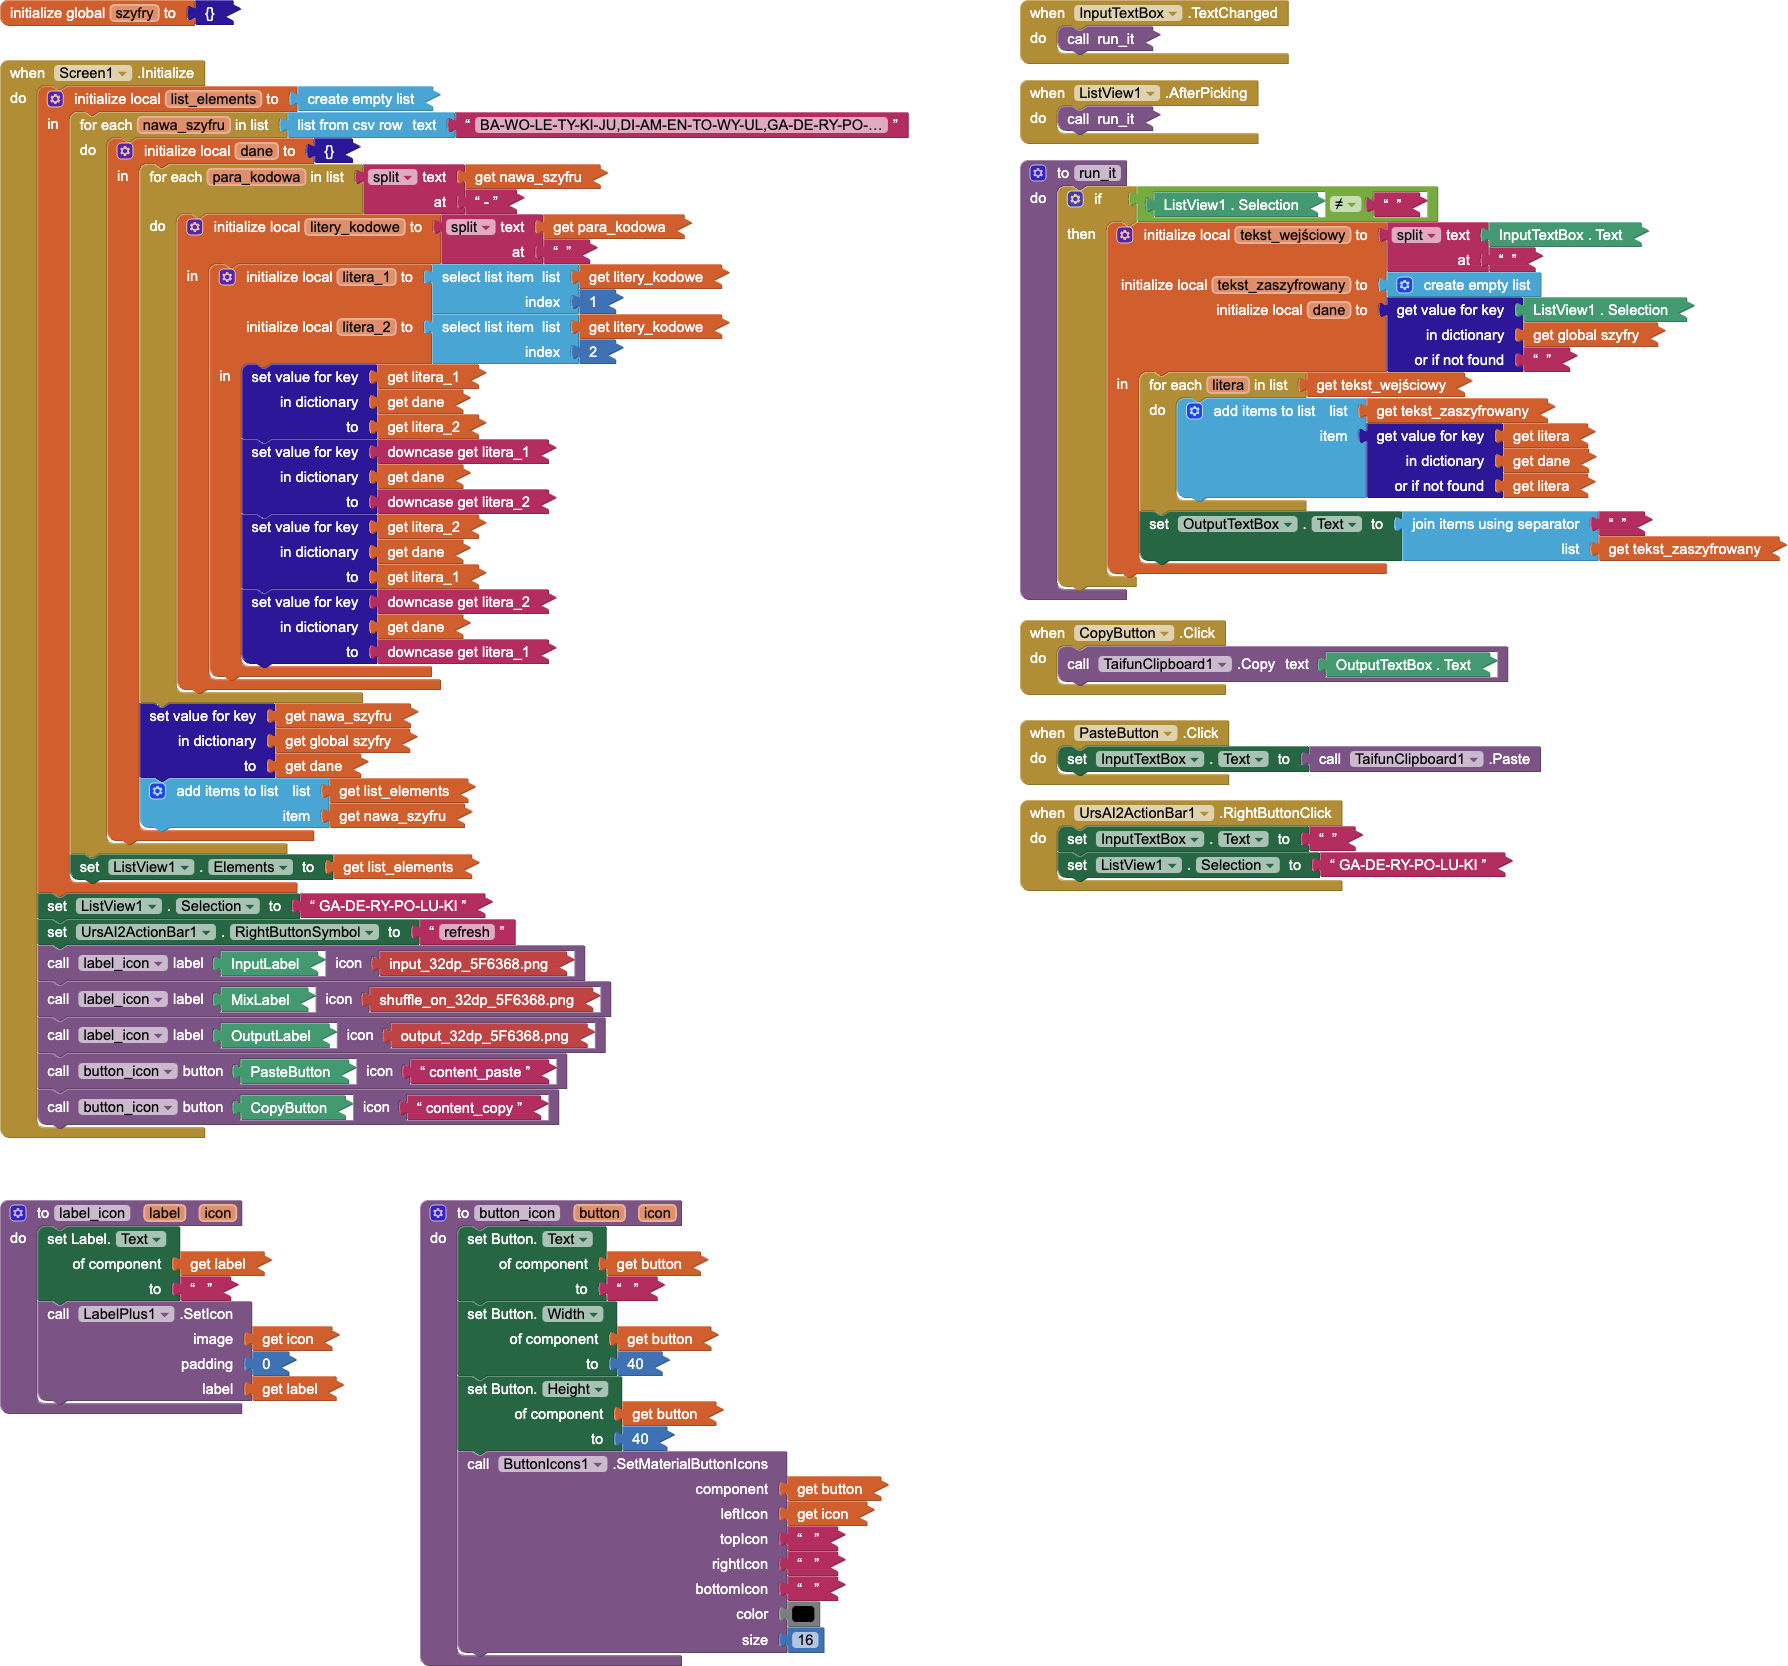 initialize global szyfry to {}
when Screen1 .Initialize
do initialize local list_elements to create empty list
in for each nawa_szyfru in list list from csv row text “ BA-WO-LE-TY-KI-JU,DI-AM-EN-TO-WY-UL,GA-DE-RY-PO-... ”
do initialize local dane to {}
in for each para_kodowa in list split text get nawa_szyfru
at “ - ”
do initialize local litery_kodowe to split text get para_kodowa
at “ ”
in initialize local litera_1 to select list item list get litery_kodowe
index 1
initialize local litera_2 to select list item list get litery_kodowe
index 2
in set value for key get litera_1
in dictionary get dane
to get litera_2
set value for key downcase get litera_1
in dictionary get dane
to downcase get litera_2
set value for key get litera_2
in dictionary get dane
to get litera_1
set value for key downcase get litera_2
in dictionary get dane
to downcase get litera_1
set value for key get nawa_szyfru
in dictionary get global szyfry
to get dane
add items to list list get list_elements
item get nawa_szyfru
set ListView1 . Elements to get list_elements
set ListView1 . Selection to “ GA-DE-RY-PO-LU-KI ”
set UrsAI2ActionBar1 . RightButtonSymbol to “ refresh ”
call label_icon label InputLabel icon input_32dp_5F6368.png
call label_icon label MixLabel icon shuffle_on_32dp_5F6368.png
call label_icon label OutputLabel icon output_32dp_5F6368.png
call button_icon button PasteButton icon “ content_paste ”
call button_icon button CopyButton icon “ content_copy ”
when InputTextBox .TextChanged
do call run_it
when ListView1 .AfterPicking
do call run_it
to run_it
do if ListView1 . Selection ≠ “ ”
then initialize local tekst_wejściowy to split text InputTextBox . Text
at “ ”
initialize local tekst_zaszyfrowany to create empty list
initialize local dane to get value for key ListView1 . Selection
in dictionary get global szyfry
or if not found “ ”
in for each litera in list get tekst_wejściowy
do add items to list list get tekst_zaszyfrowany
item get value for key get litera
in dictionary get dane
or if not found get litera
set OutputTextBox . Text to join items using separator “ ”
list get tekst_zaszyfrowany
when CopyButton .Click
do call TaifunClipboard1 .Copy text OutputTextBox . Text
when PasteButton .Click
do set InputTextBox . Text to call TaifunClipboard1 .Paste
when UrsAI2ActionBar1 .RightButtonClick
do set InputTextBox . Text to “ ”
set ListView1 . Selection to “ GA-DE-RY-PO-LU-KI ”
to label_icon label icon
do set Label. Text
of component get label
to “ ”
call LabelPlus1 .SetIcon
image get icon
padding 0
label get label
to button_icon button icon
do set Button. Text
of component get button
to “ ”
set Button. Width
of component get button
to 40
set Button. Height
of component get button
to 40
call ButtonIcons1 .SetMaterialButtonIcons
component get button
leftIcon get icon
topIcon “ ”
rightIcon “ ”
bottomIcon “ ”
color
size 16